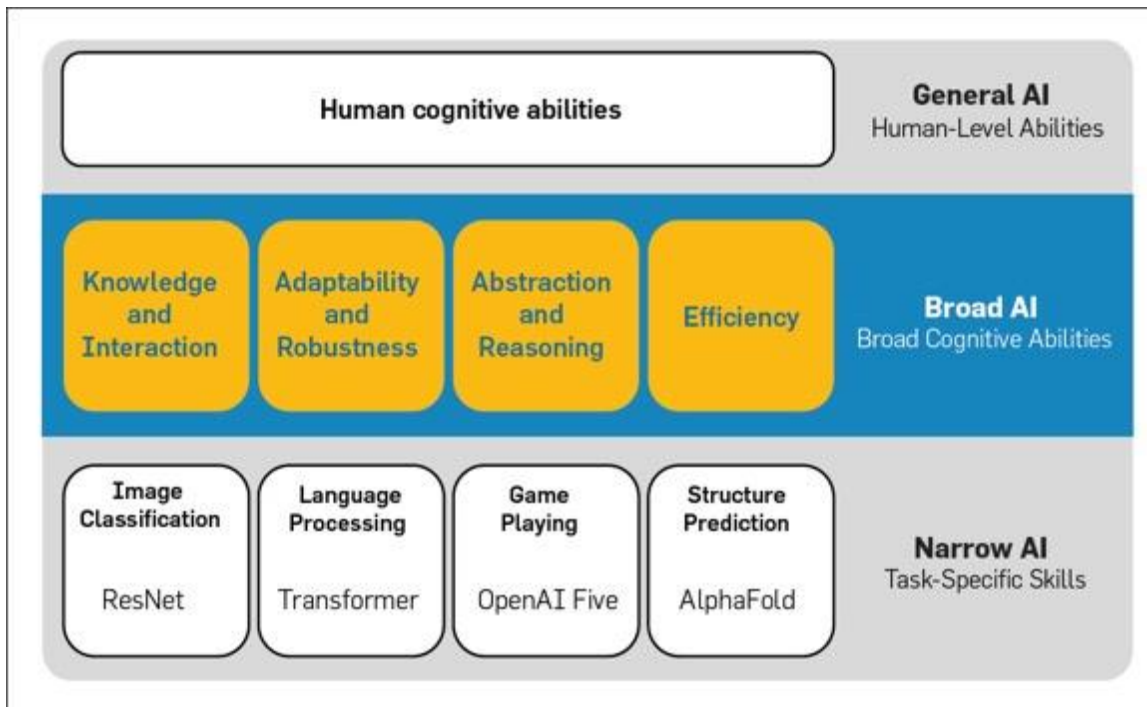 Human cognitive abilities
General AI
Human-Level Abilities
Knowledge
and
Interaction
Adaptability
and
Robustness
Abstraction
and
Reasoning
Efficiency
Broad AI
Broad Cognitive Abilities
Image
Classification
ResNet
Language
Processing
Transformer
Game
Playing
OpenAI Five
Structure
Prediction
AlphaFold
Narrow AI
Task-Specific Skills